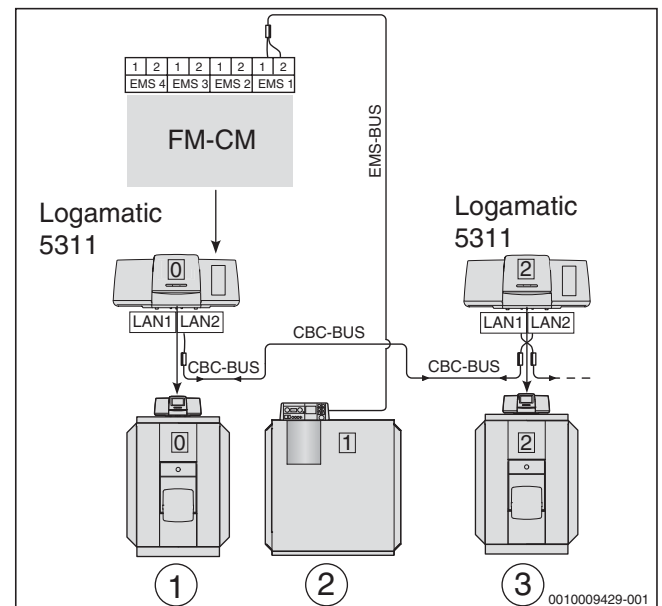 1 2 1 2 1 2 1 2
EMS 4 EMS 3 EMS 2 EMS 1
FM-CM
EMS-BUS
Logamatic
5311
Logamatic
5311
0
2
LAN1 LAN2
LAN1 LAN2
CBC-BUS
CBC-BUS
CBC-BUS
0
1
2
1
2
3
0010009429-001